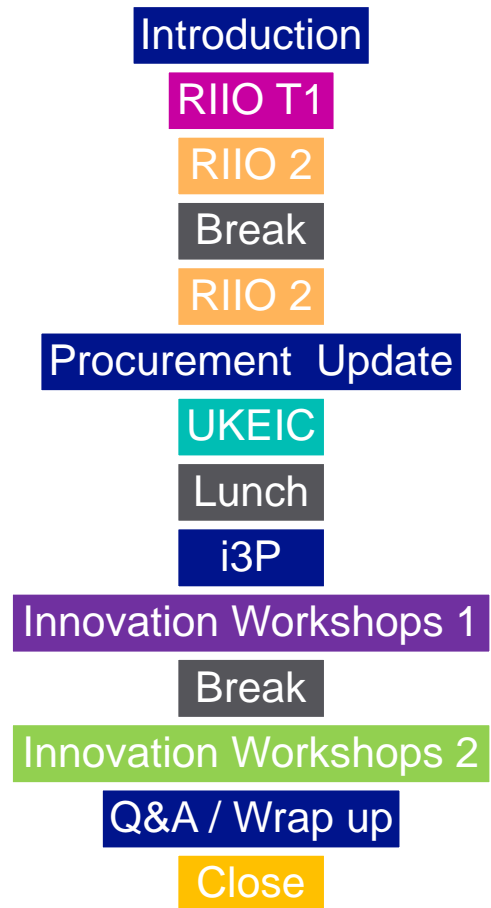 Introduction
RIIO T1
RIIO 2
Break
RIIO 2
Procurement  Update
UKEIC
Lunch
i3P
Innovation Workshops 1
Break
Innovation Workshops 2
Q&A / Wrap up
Close